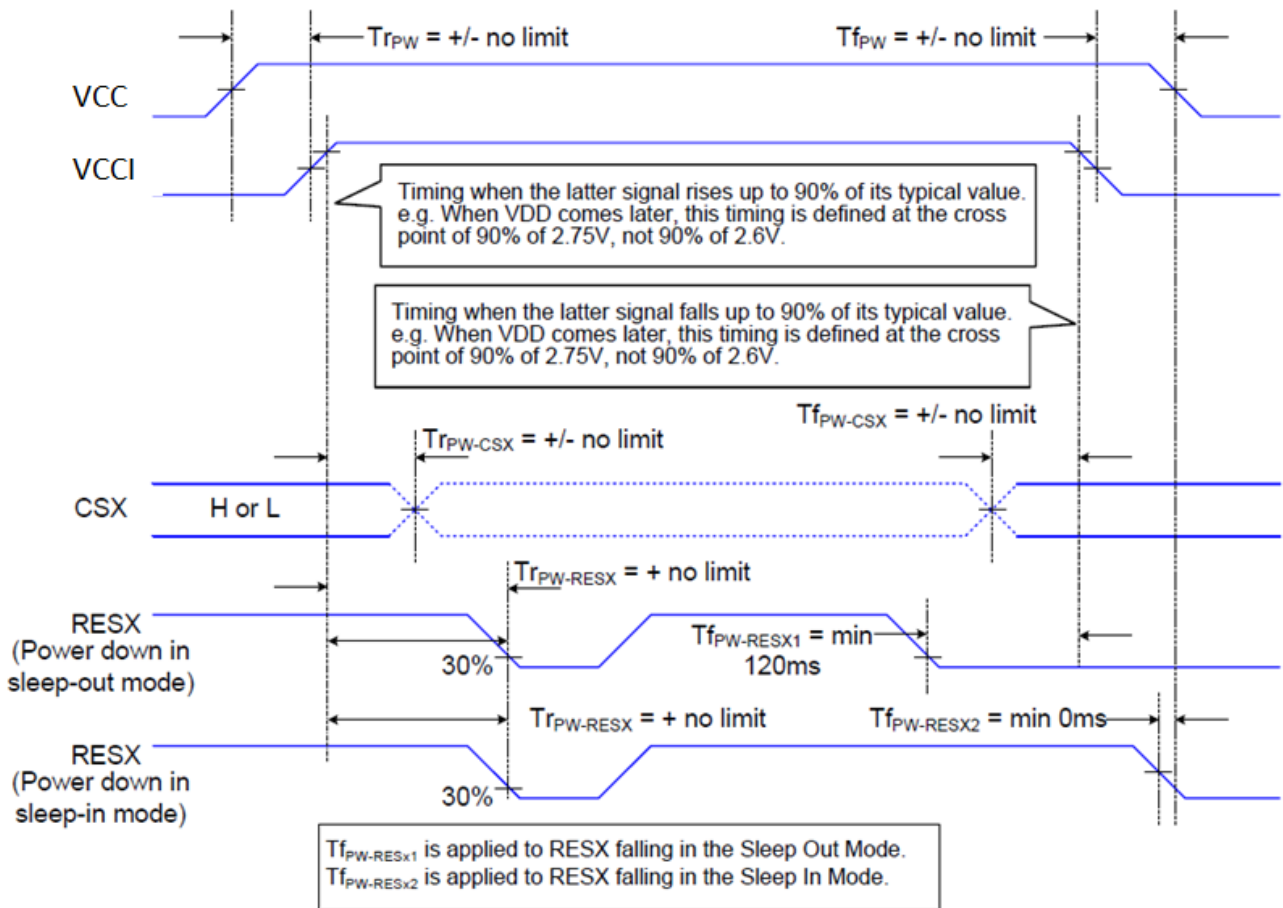 TrPW = +/- no limit
TfPW = +/- no limit
VCC
VCCI
Timing when the latter signal rises up to 90% of its typical value.
e.g. When VDD comes later, this timing is defined at the cross
point of 90% of 2.75V, not 90% of 2.6V.
Timing when the latter signal falls up to 90% of its typical value.
e.g. When VDD comes later, this timing is defined at the cross
point of 90% of 2.75V, not 90% of 2.6V.
TfPW-CSX = +/- no limit
TrPW-CSX = +/- no limit
CSX
H or L
TrPW-RESX = + no limit
RESX
(Power down in
sleep-out mode)
30%
TfPW-RESX1 = min
120ms
TrPW-RESX = + no limit
TfPW-RESX2 = min 0ms
RESX
(Power down in
sleep-in mode)
30%
TfPW-RESx1 is applied to RESX falling in the Sleep Out Mode.
TfPW-RESx2 is applied to RESX falling in the Sleep In Mode.